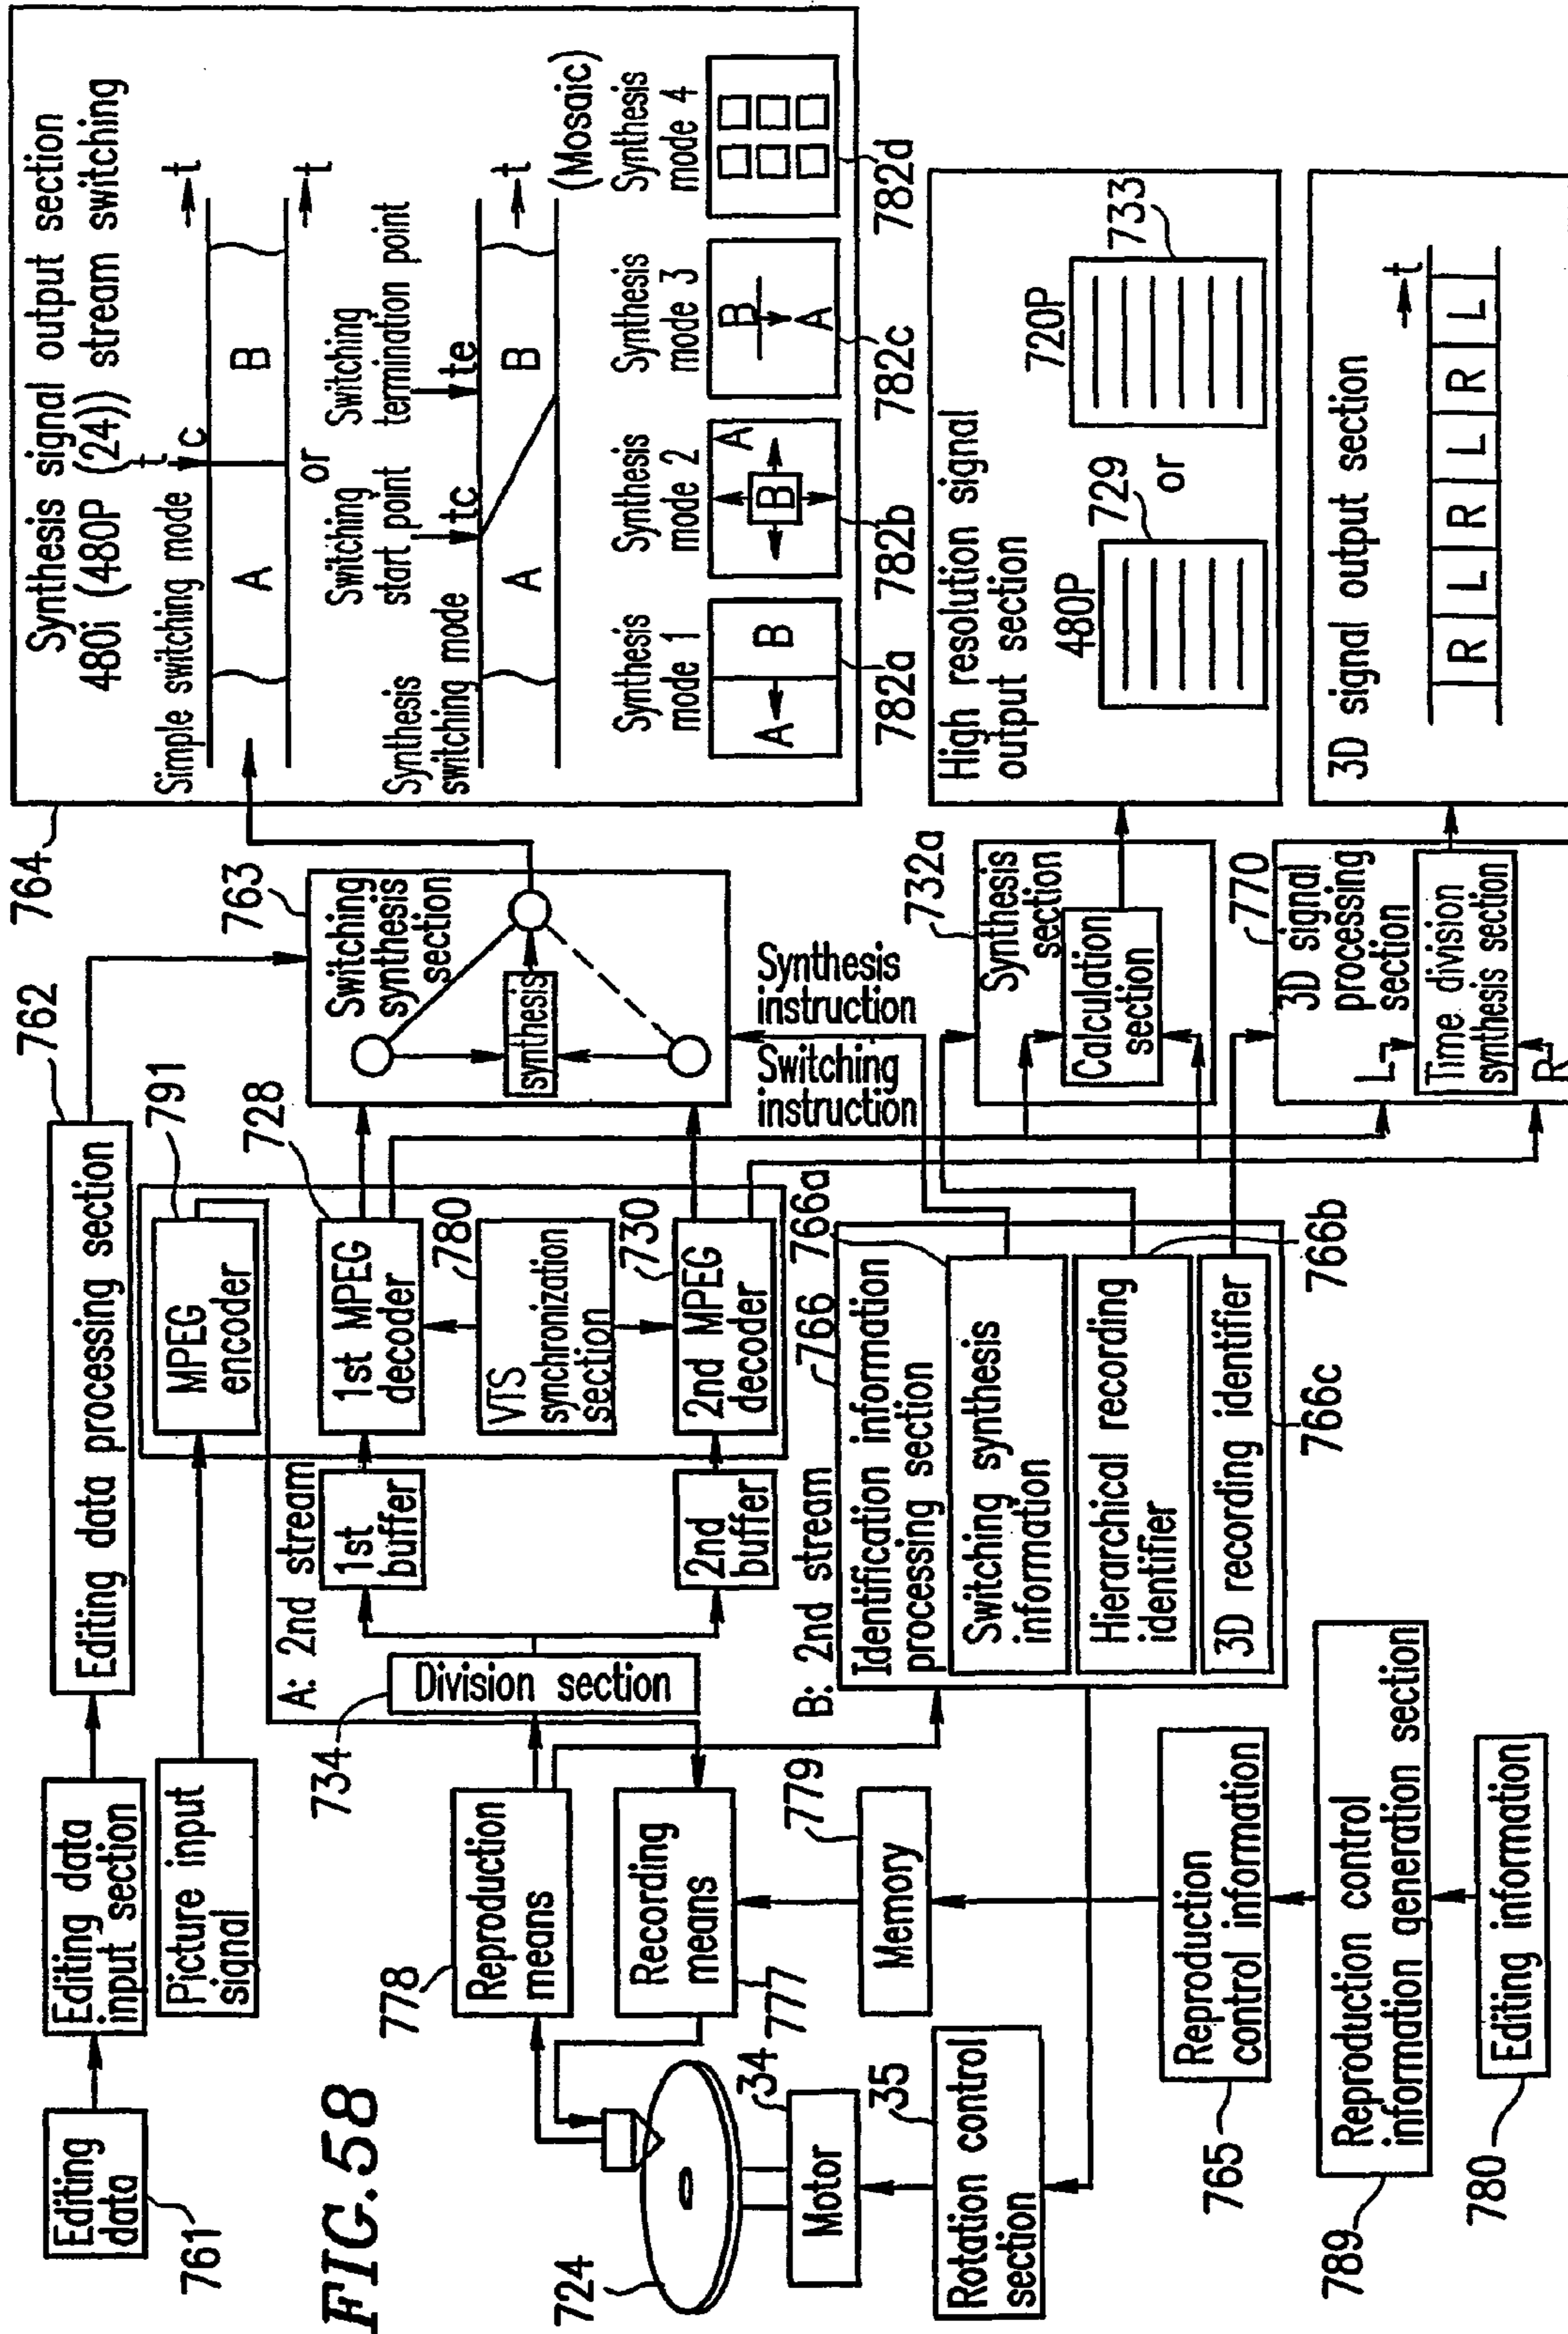 FIG.58
Editing
data
761
Editing data
input section
Editing data processing section
762
Picture input
signal
MPEG
encoder
791
A: 2nd stream
1st
buffer
1st MPEG
decoder
728
VTS
synchronization
section
780
2nd
buffer
2nd MPEG
decoder
730
B: 2nd stream
734
Division section
778
Reproduction
means
Recording
means
777
724
34
Motor
35
Rotation control
section
779
Memory
Reproduction
control information
765
Reproduction control
information generation section
789
Editing information
780
766
Identification information
processing section
766a
Switching synthesis
information
Hierarchical recording
identifier
766b
3D recording identifier
766c
763
Switching
synthesis
section
synthesis
Synthesis
instruction
Switching
instruction
732a
Synthesis
section
Calculation
section
770
3D signal
processing
section
L
Time division
synthesis section
R
764
Synthesis signal output section
480i (480P (24)) stream switching
Simple switching mode
t c
t
A B
t
or
Switching
start point
Switching
termination point
Synthesis
switching mode
tc
te
A B
t
(Mosaic)
Synthesis
mode 1
Synthesis
mode 2
Synthesis
mode 3
Synthesis
mode 4
A B
B A
B A
782a
782b
782c
782d
High resolution signal
output section
480P
729
or
720P
733
3D signal output section
t
R L R L R L